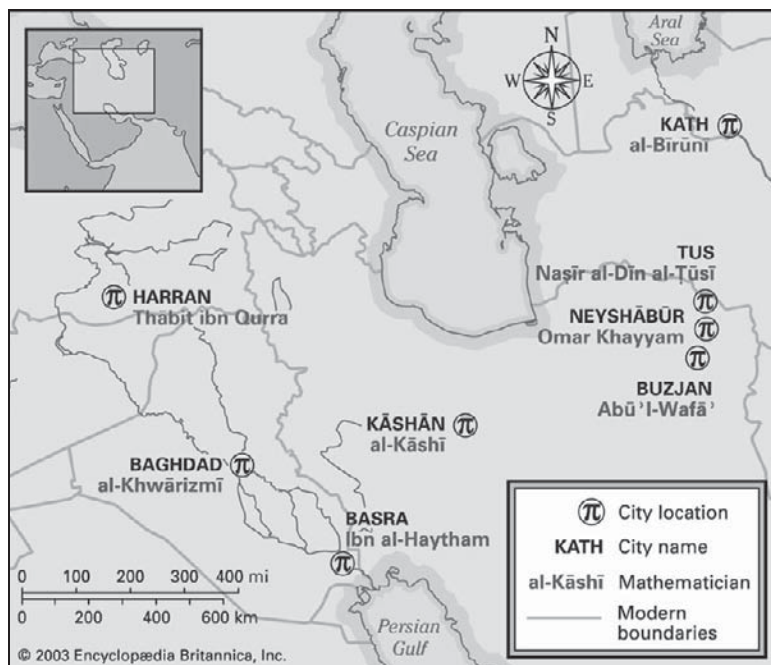 Aral
Sea
N
W
E
S
Caspian
Sea
KATH
al-Bīrūnī
TUS
Naṣīr al-Dīn al-Ṭūsī
HARRAN
Thābit ibn Qurra
NEYSHĀBŪR
Omar Khayyam
BUZJAN
Abūʾl-Wafāʾ
KĀSHĀN
al-Kāshī
BAGHDAD
al-Khwārizmī
BASRA
Ibn al-Haytham
0 100 200 300 400 mi
0 200 400 600 km
Persian
Gulf
π City location
KATH City name
al-Kāshī Mathematician
Modern
boundaries
© 2003 Encyclopædia Britannica, Inc.